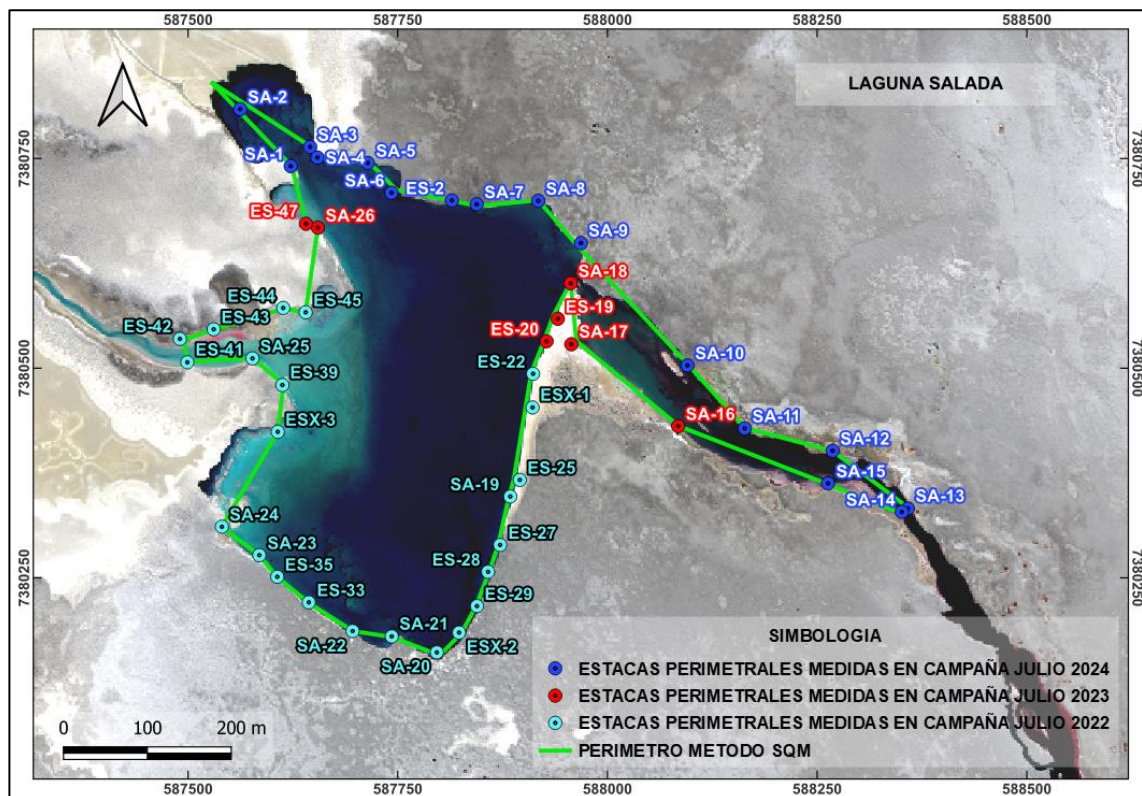 587500 587750 588000 588250 588500
LAGUNA SALADA
7380750
7380500
7380250
SA-2
SA-3
SA-1
SA-4
SA-5
SA-6
ES-2
SA-7
SA-8
ES-47
SA-26
SA-9
SA-18
ES-44
ES-45
ES-19
ES-43
ES-42
ES-20
SA-17
ES-41
SA-25
ES-22
SA-10
ES-39
ESX-1
SA-16
SA-11
ESX-3
SA-12
ES-25
SA-15
SA-19
SA-13
SA-14
SA-24
ES-27
SA-23
ES-28
ES-35
ES-33
ES-29
SA-21
SA-22
ESX-2
SA-20
7380750
7380500
7380250
SIMBOLOGIA
ESTACAS PERIMETRALES MEDIDAS EN CAMPAÑA JULIO 2024
ESTACAS PERIMETRALES MEDIDAS EN CAMPAÑA JULIO 2023
ESTACAS PERIMETRALES MEDIDAS EN CAMPAÑA JULIO 2022
PERIMETRO METODO SQM
0 100 200 m
587500 587750 588000 588250 588500